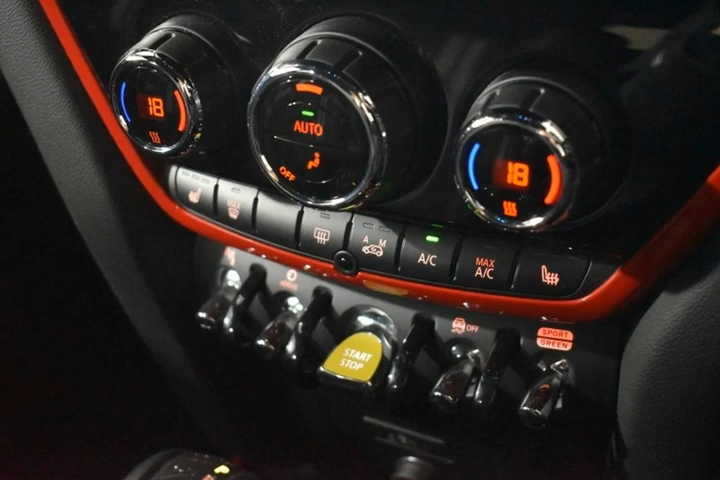 18
AUTO
OFF
18
A M
A/C
MAX
A/C
OFF
SPORT
GREEN
START
STOP